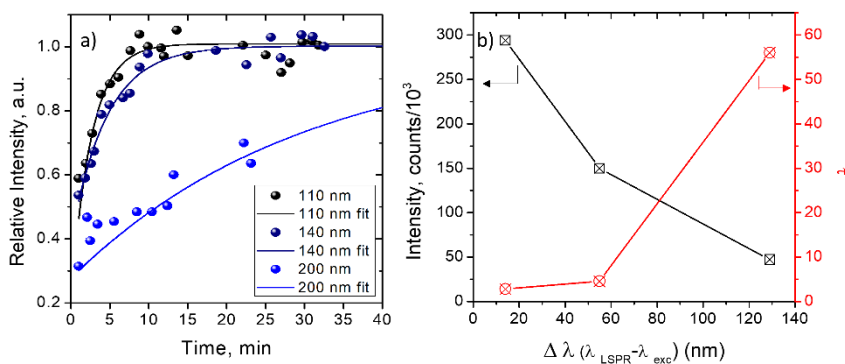 a)
Relative Intensity, a.u.
1.0
0.8
0.6
0.4
0.2
0 5 10 15 20 25 30 35 40
Time, min
110 nm
110 nm fit
140 nm
140 nm fit
200 nm
200 nm fit
b)
Intensity, counts/10³
300
250
200
150
100
50
0
0 20 40 60 80 100 120 140
Δ λ (λ LSPR-λ exc) (nm)
60
50
40
30
20
10
0
τ